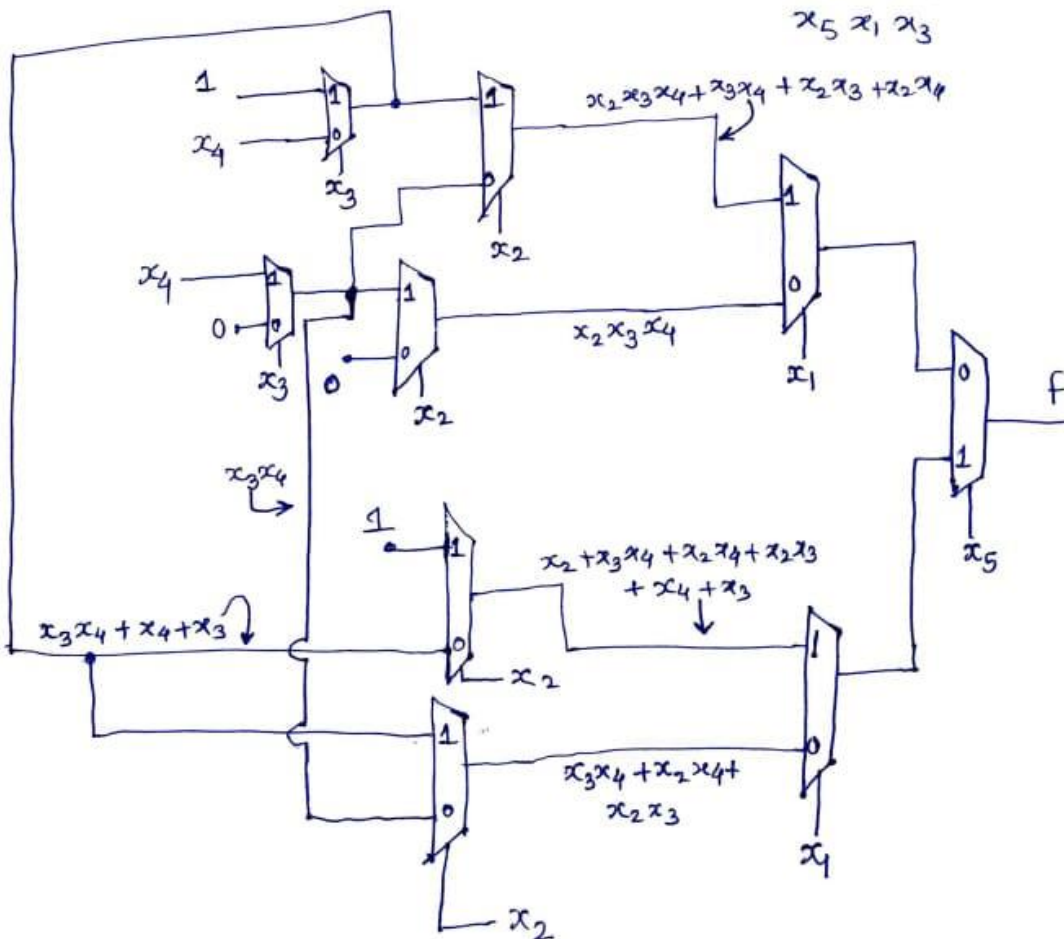 x₅ x₁ x₃
x₂x₃x₄ + x₃x₄ + x₂x₃ + x₂x₄
1
x₄
1
0
x₃
1
0
x₂
x₄
0
1
0
x₃
1
0
0
x₂
x₂x₃x₄
1
0
x₁
0
1
x₅
f
x₃x₄
1
1
0
x₂
x₂ + x₃x₄ + x₂x₄ + x₂x₃
+ x₄ + x₃
x₃x₄ + x₄ + x₃
1
0
x₂
x₃x₄ + x₂x₄ +
x₂x₃
1
0
x₁